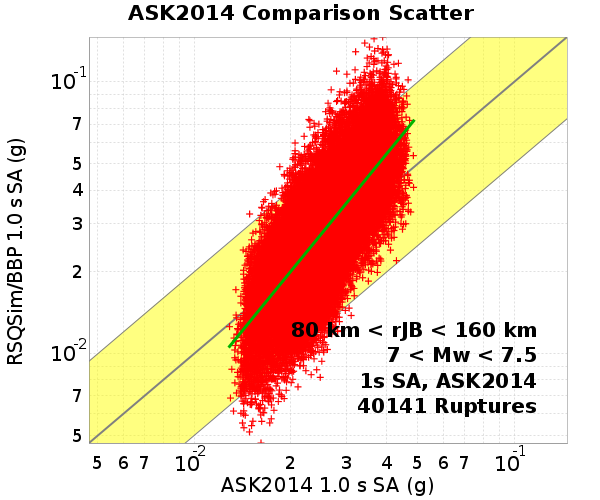 ASK2014 Comparison Scatter
RSQSim/BBP 1.0 s SA (g)
10-1
7
5
4
3
2
10-2
7
5
80 km < rJB < 160 km
7 < Mw < 7.5
1s SA, ASK2014
40141 Ruptures
5 6 7 10-2 2 3 4 5 6 7 10-1
ASK2014 1.0 s SA (g)